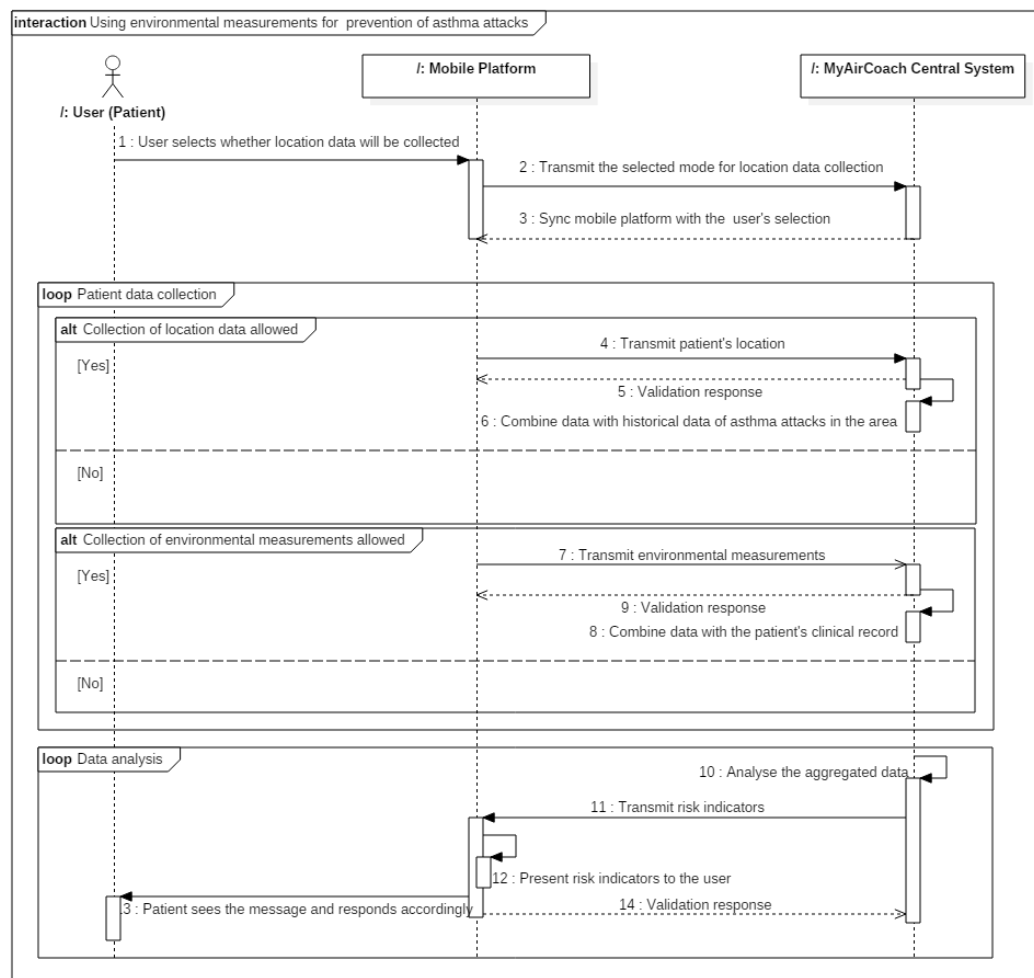 interaction Using environmental measurements for prevention of asthma attacks
/: User (Patient)
/: Mobile Platform
/: MyAirCoach Central System
1 : User selects whether location data will be collected
2 : Transmit the selected mode for location data collection
3 : Sync mobile platform with the user's selection
loop Patient data collection
alt Collection of location data allowed
[Yes]
4 : Transmit patient's location
5 : Validation response
6 : Combine data with historical data of asthma attacks in the area
[No]
alt Collection of environmental measurements allowed
[Yes]
7 : Transmit environmental measurements
9 : Validation response
8 : Combine data with the patient's clinical record
[No]
loop Data analysis
10 : Analyse the aggregated data
11 : Transmit risk indicators
12 : Present risk indicators to the user
13 : Patient sees the message and responds accordingly
14 : Validation response